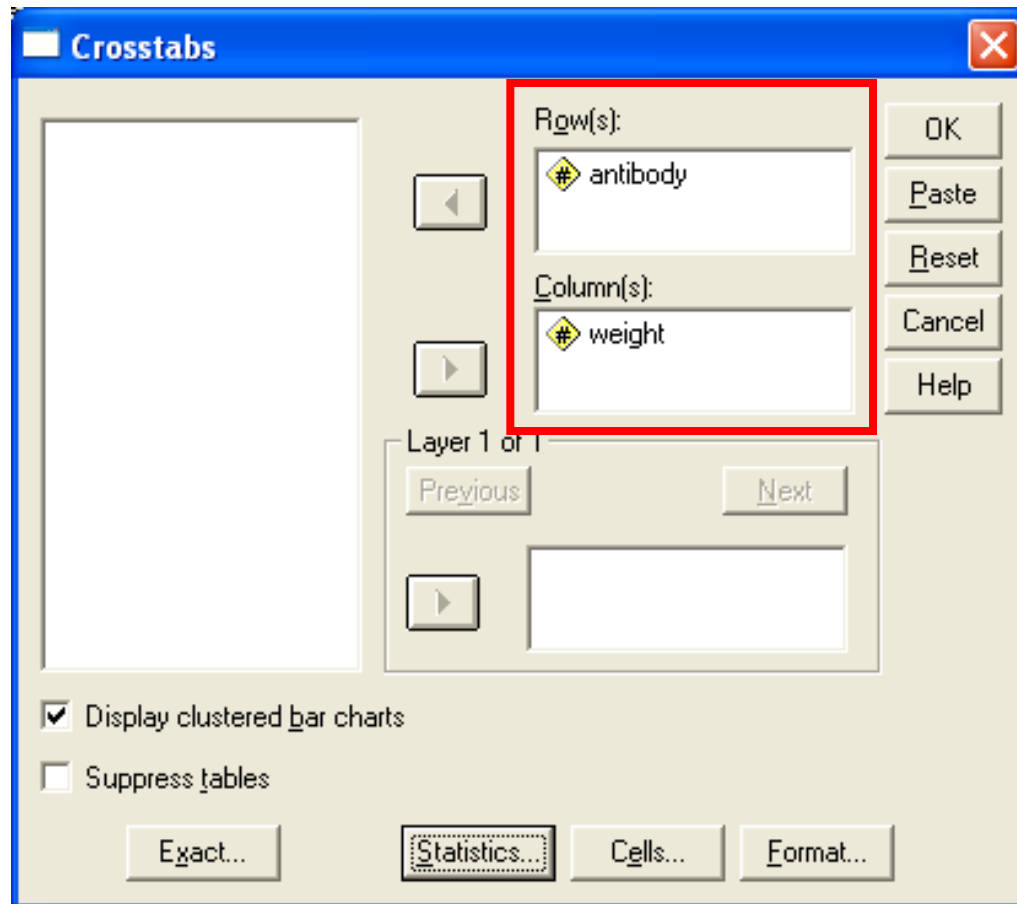 Crosstabs
Row(s):
# antibody
Column(s):
# weight
OK
Paste
Reset
Cancel
Help
Layer 1 of 1
Previous
Next
Display clustered bar charts
Suppress tables
Exact...
Statistics...
Cells...
Format...